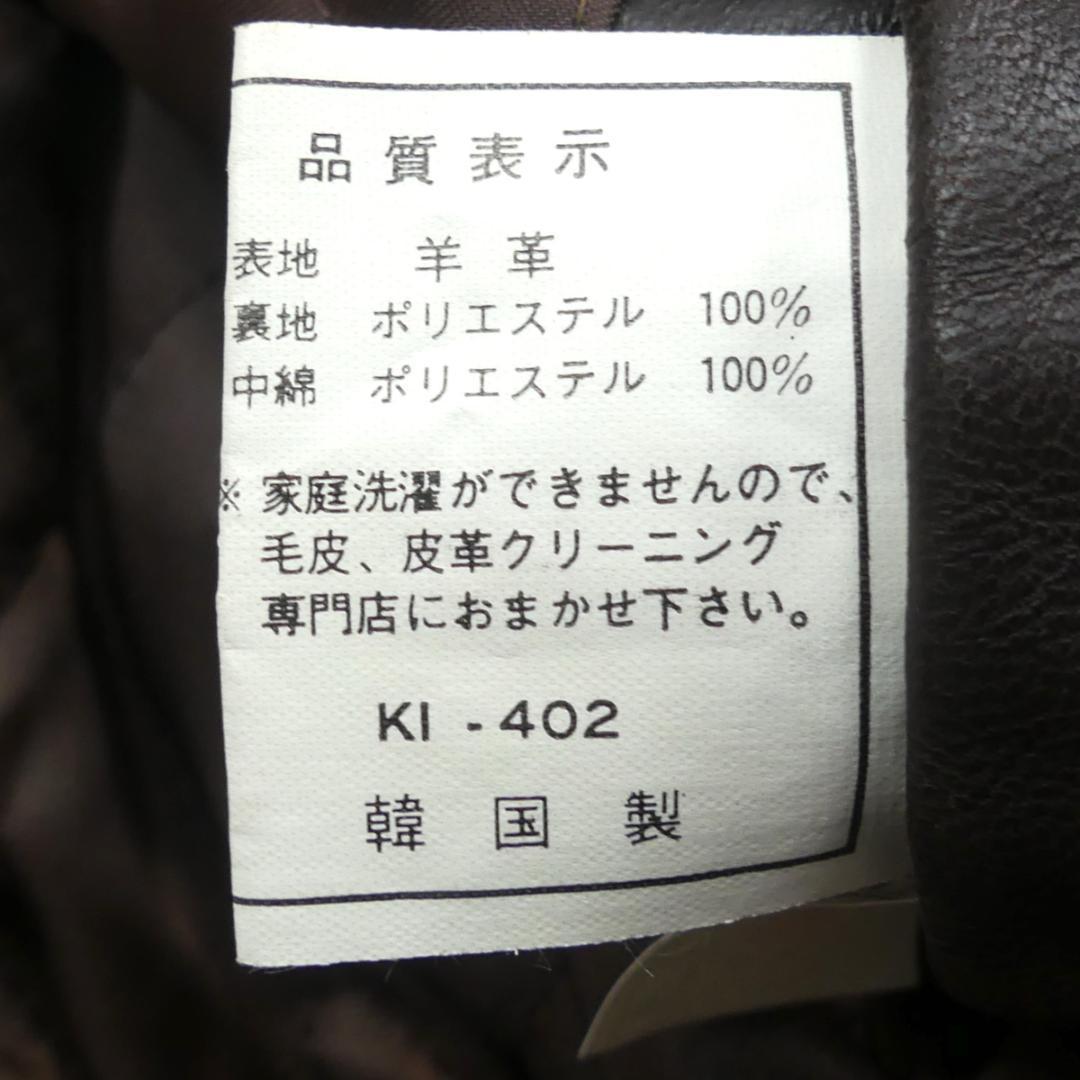 品質表示
表地 羊革
裏地 ポリエステル 100%
中綿 ポリエステル 100%
※ 家庭洗濯ができませんので、
毛皮、皮革クリーニング
専門店におまかせ下さい。
KI - 402
韓国製